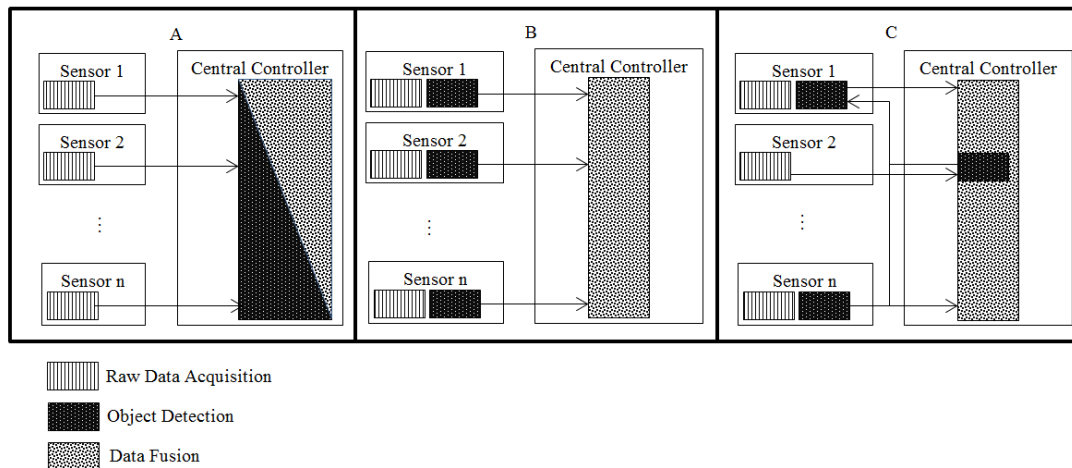 A
Sensor 1
Central Controller
Sensor 2
...
Sensor n
B
Sensor 1
Central Controller
Sensor 2
...
Sensor n
C
Sensor 1
Central Controller
Sensor 2
...
Sensor n
Raw Data Acquisition
Object Detection
Data Fusion